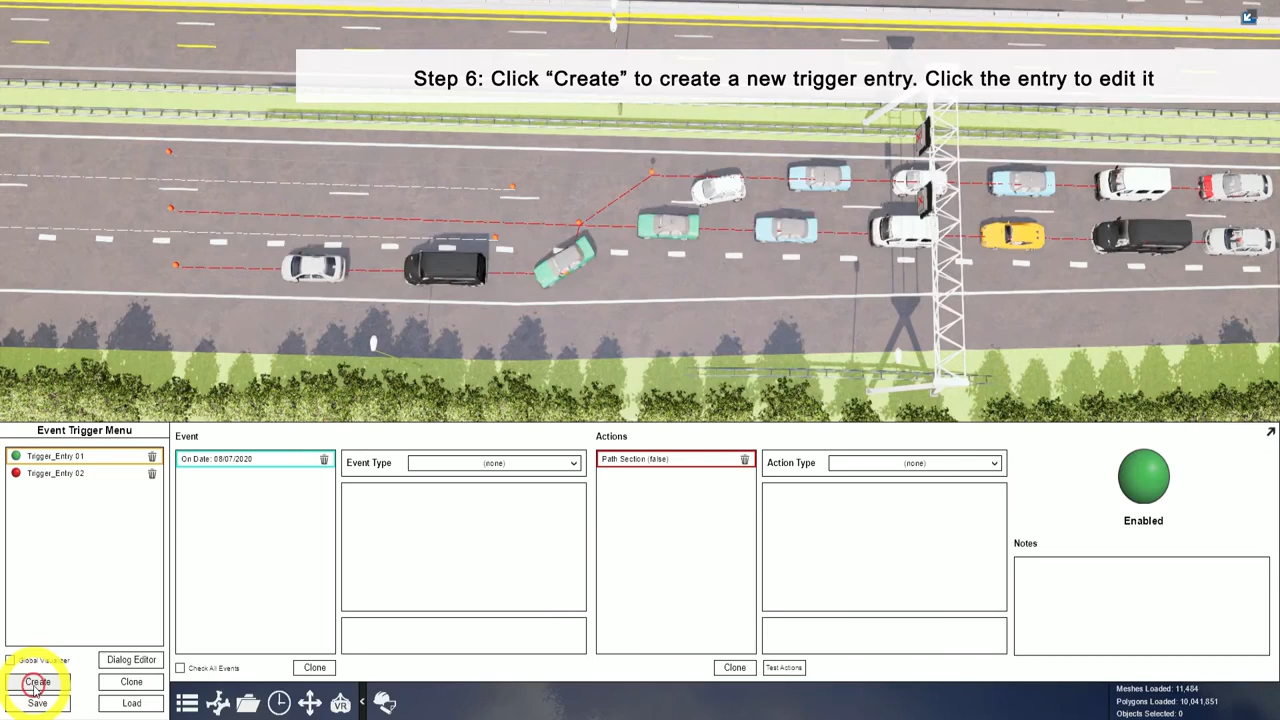 Step 6: Click “Create” to create a new trigger entry. Click the entry to edit it
Event Trigger Menu
Trigger_Entry 01
Trigger_Entry 02
Global Visualizer
Dialog Editor
Create
Clone
Save
Load
Event
On Date: 08/07/2020
Event Type
(none)
Check All Events
Clone
Actions
Path Section (false)
Action Type
(none)
Clone
Test Actions
Enabled
Notes
VR
Meshes Loaded: 11,484
Polygons Loaded: 10,041,851
Objects Selected: 0